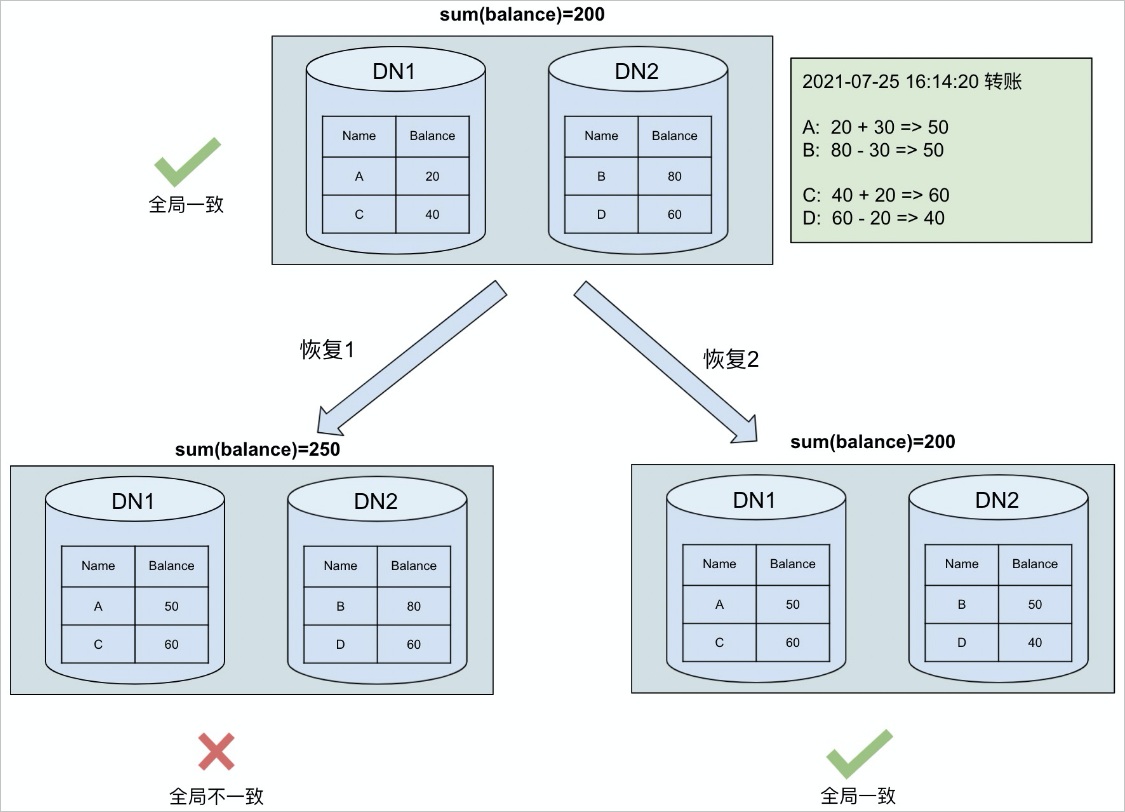 sum(balance)=200
DN1
DN2
Name Balance
A 20
C 40
Name Balance
B 80
D 60
2021-07-25 16:14:20 转账
A: 20 + 30 => 50
B: 80 - 30 => 50
C: 40 + 20 => 60
D: 60 - 20 => 40
全局一致
恢复1
恢复2
sum(balance)=250
DN1
DN2
Name Balance
A 50
C 60
Name Balance
B 80
D 60
全局不一致
sum(balance)=200
DN1
DN2
Name Balance
A 50
C 60
Name Balance
B 50
D 40
全局一致